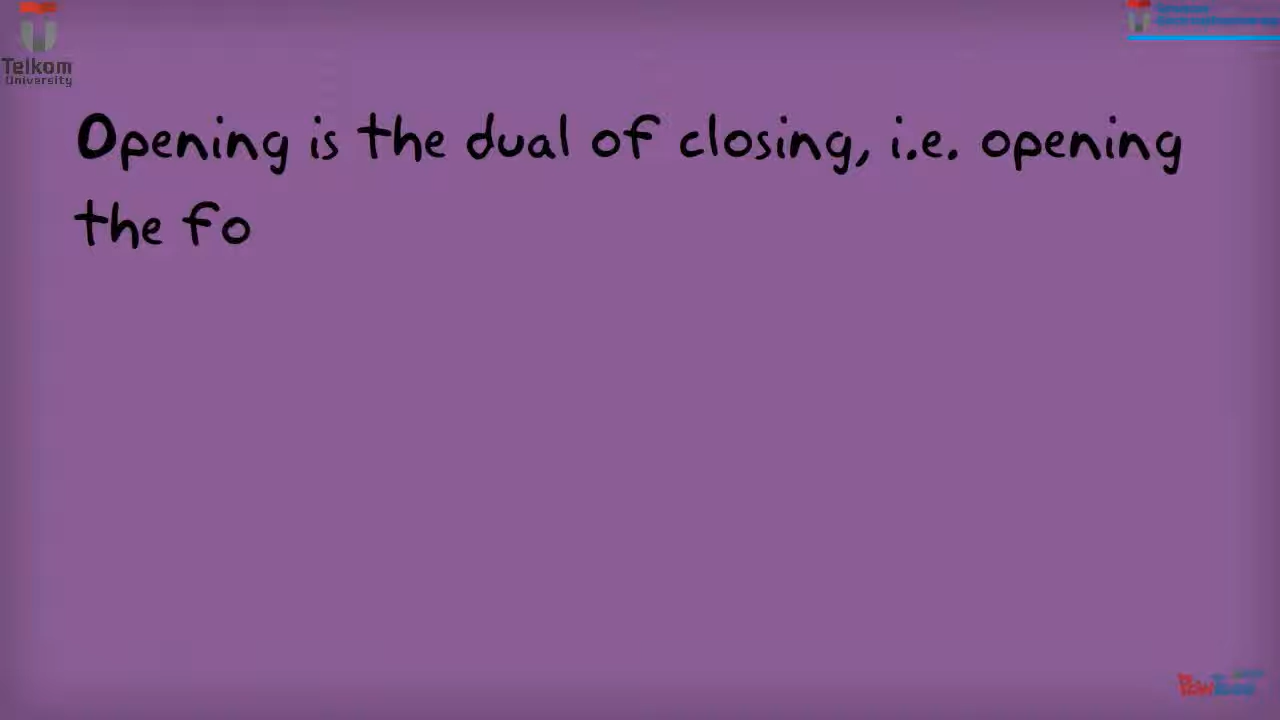 Telkom
University
Opening is the dual of closing, i.e. opening
the fo